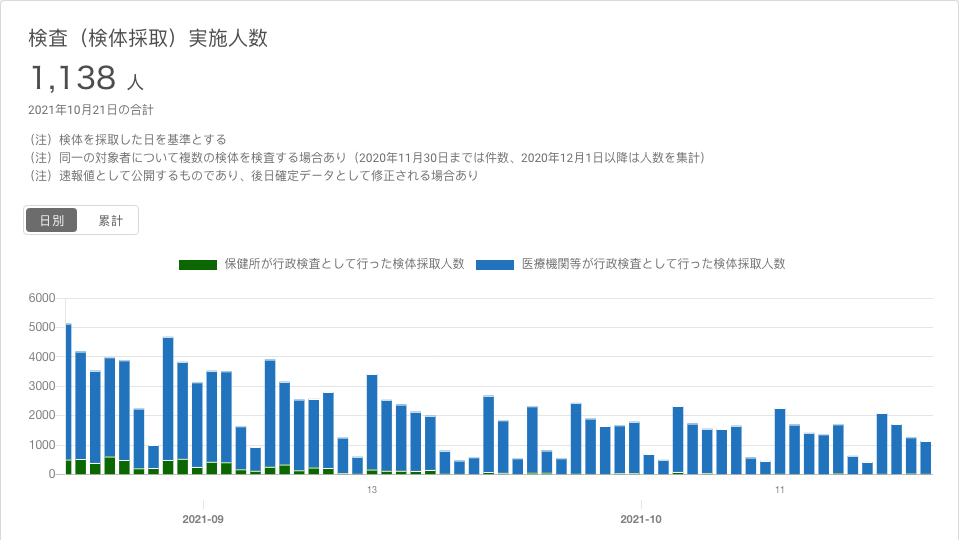 検査（検体採取）実施人数
1,138 人
2021年10月21日の合計
（注）検体を採取した日を基準とする
（注）同一の対象者について複数の検体を検査する場合あり（2020年11月30日までは件数、2020年12月1日以降は人数を集計）
（注）速報値として公開するものであり、後日確定データとして修正される場合あり
日別 累計
保健所が行政検査として行った検体採取人数 医療機関等が行政検査として行った検体採取人数
6000
5000
4000
3000
2000
1000
0
13 11
2021-09 2021-10